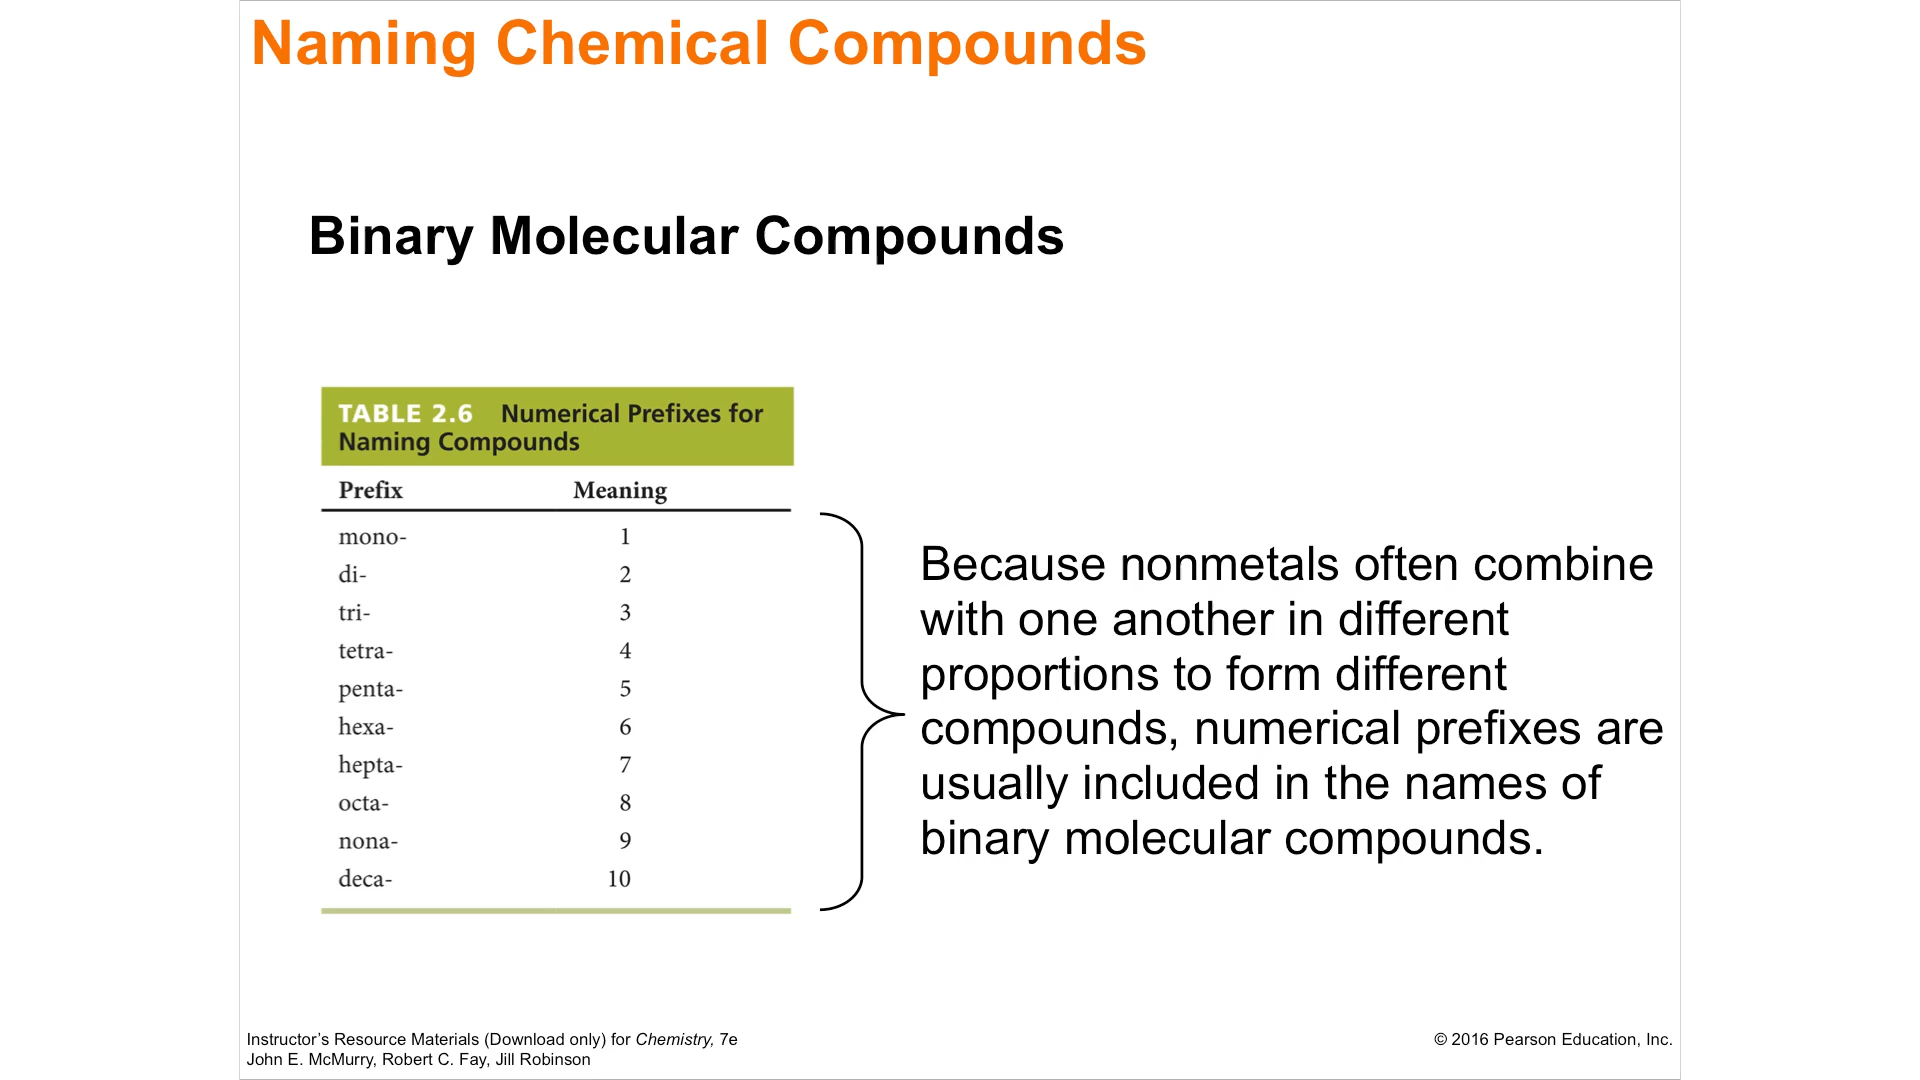 Naming Chemical Compounds
Binary Molecular Compounds
TABLE 2.6 Numerical Prefixes for
Naming Compounds
Prefix Meaning
mono- 1
di- 2
tri- 3
tetra- 4
penta- 5
hexa- 6
hepta- 7
octa- 8
nona- 9
deca- 10
Because nonmetals often combine
with one another in different
proportions to form different
compounds, numerical prefixes are
usually included in the names of
binary molecular compounds.
Instructor’s Resource Materials (Download only) for Chemistry, 7e
John E. McMurry, Robert C. Fay, Jill Robinson
© 2016 Pearson Education, Inc.